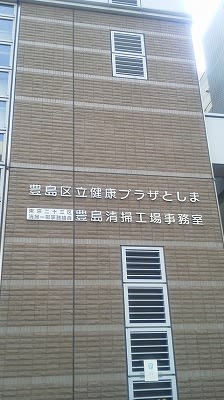 豊島区立健康プラザとしま
東京二十三区
清掃一部事務組合
豊島清掃工場事務室